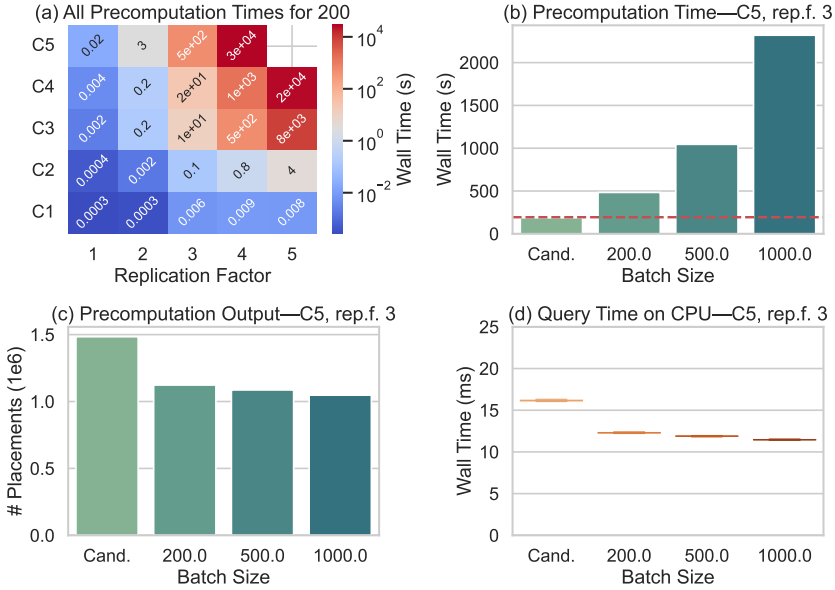 (a) All Precomputation Times for 200
C5 0.02 3 5e+02 3e+04
C4 0.004 0.2 2e+01 1e+03 2e+04
C3 0.002 0.2 1e+01 5e+02 8e+03
C2 0.0004 0.002 0.1 0.8 4
C1 0.0003 0.0003 0.006 0.009 0.008
1 2 3 4 5
Replication Factor
10^4
10^2
10^0
10^−2
Wall Time (s)
(b) Precomputation Time—C5, rep.f. 3
Wall Time (s)
2000
1500
1000
500
0
Cand. 200.0 500.0 1000.0
Batch Size
(c) Precomputation Output—C5, rep.f. 3
# Placements (1e6)
1.5
1.0
0.5
0.0
Cand. 200.0 500.0 1000.0
Batch Size
(d) Query Time on CPU—C5, rep.f. 3
Wall Time (ms)
25
20
15
10
5
0
Cand. 200.0 500.0 1000.0
Batch Size